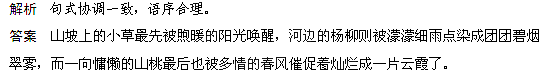 解析 句式协调一致，语序合理。
答案 山坡上的小草最先被煦暖的阳光唤醒，河边的杨柳则被濛濛细雨点染成团团碧烟
翠雾，而一向慵懒的山桃最后也被多情的春风催促着灿烂成一片云霞了。